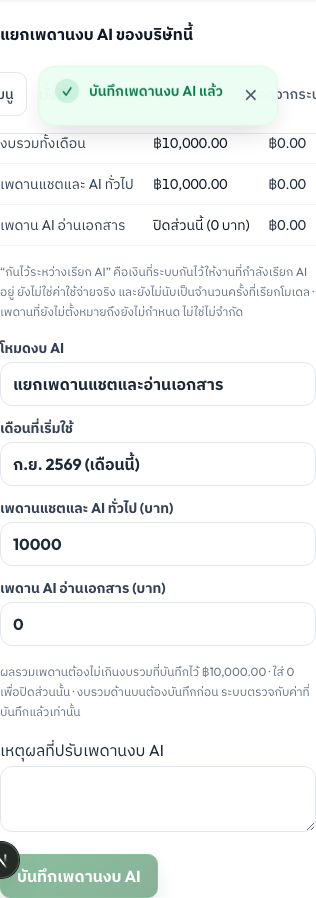 แยกเพดานงบ AI ของบริษัทนี้
บันทึกเพดานงบ AI แล้ว
งบรวมทั้งเดือน ฿10,000.00 ฿0.00
เพดานแชตและ AI ทั่วไป ฿10,000.00 ฿0.00
เพดาน AI อ่านเอกสาร ปิดส่วนนี้ (0 บาท) ฿0.00
“กันไว้ระหว่างเรียก AI” คือเงินที่ระบบกันไว้ให้งานที่กำลังเรียก AI
อยู่ ยังไม่ใช่ค่าใช้จ่ายจริง และยังไม่นับเป็นจำนวนครั้งที่เรียกโมเดล ·
เพดานที่ยังไม่ตั้งหมายถึงยังไม่กำหนด ไม่ใช่ไม่จำกัด
โหมดงบ AI
แยกเพดานแชตและอ่านเอกสาร
เดือนที่เริ่มใช้
ก.ย. 2569 (เดือนนี้)
เพดานแชตและ AI ทั่วไป (บาท)
10000
เพดาน AI อ่านเอกสาร (บาท)
0
ผลรวมเพดานต้องไม่เกินงบรวมที่บันทึกไว้ ฿10,000.00 · ใส่ 0
เพื่อปิดส่วนนั้น · งบรวมด้านบนต้องบันทึกก่อน ระบบตรวจกับค่าที่
บันทึกแล้วเท่านั้น
เหตุผลที่ปรับเพดานงบ AI
บันทึกเพดานงบ AI